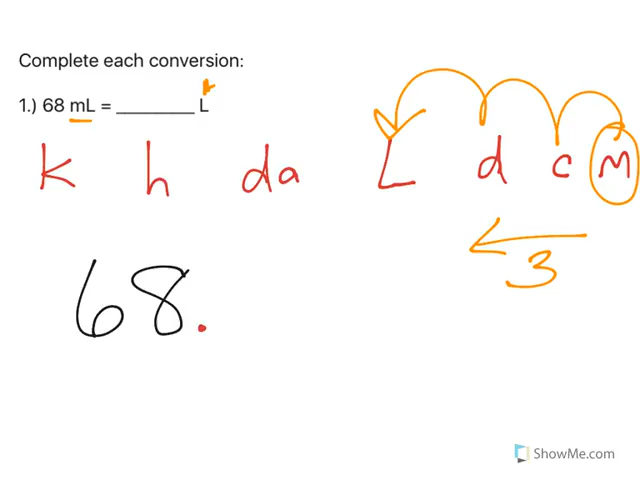 Complete each conversion:
1.) 68 mL = ________ L
K h da L d c M
3
68.
ShowMe.com